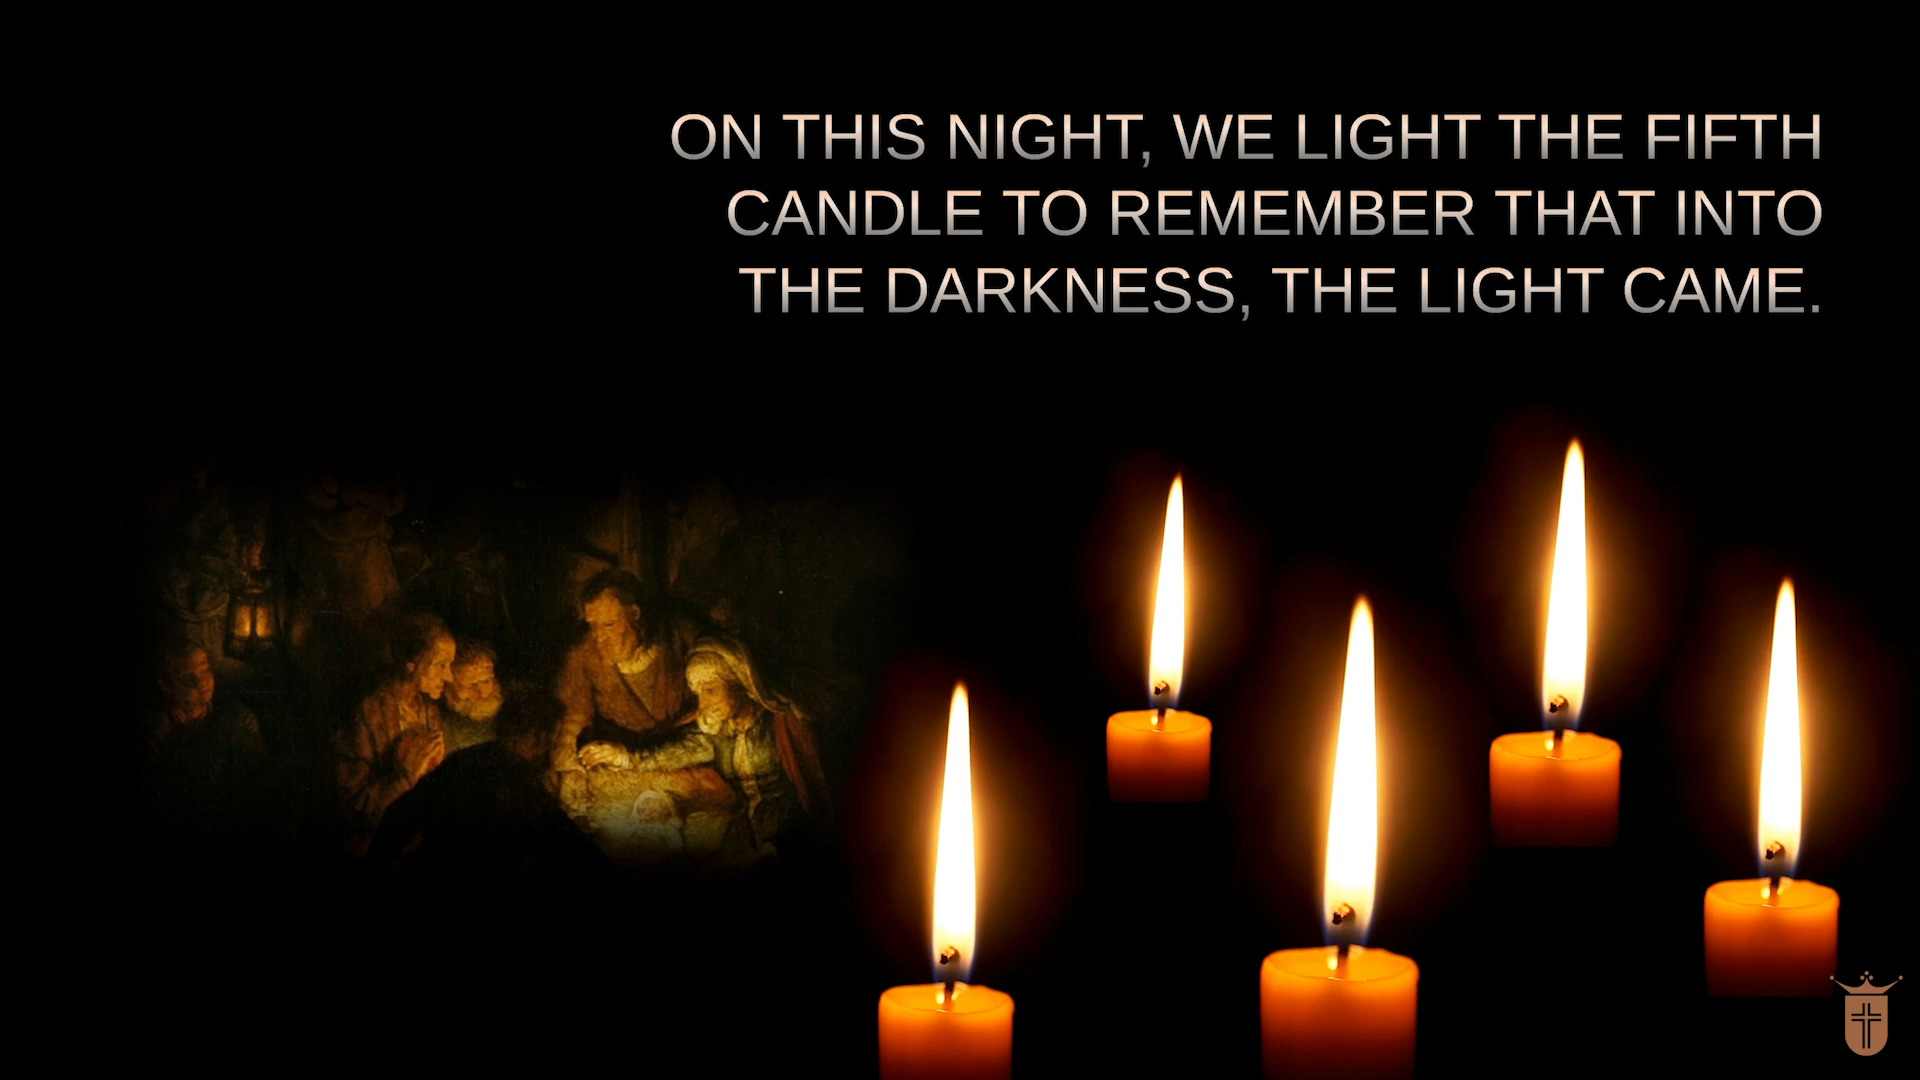 ON THIS NIGHT, WE LIGHT THE FIFTH
CANDLE TO REMEMBER THAT INTO
THE DARKNESS, THE LIGHT CAME.